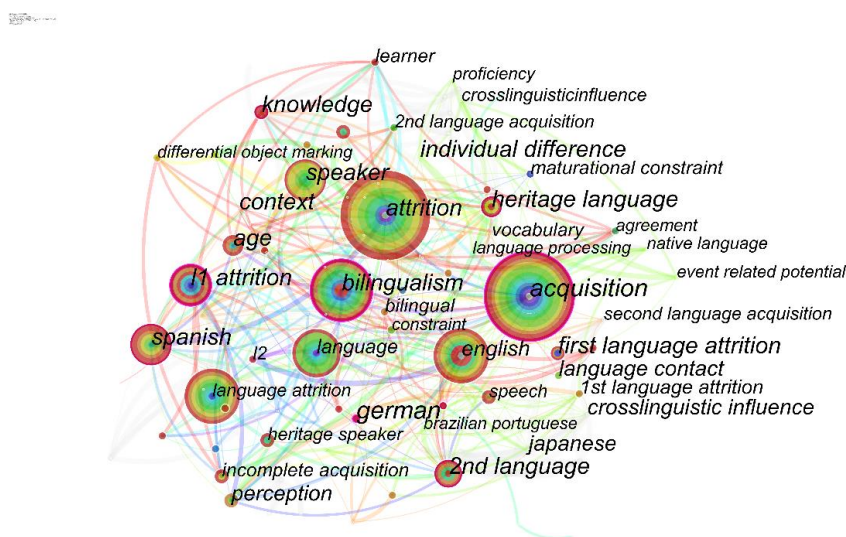 learner
proficiency
crosslinguisticinfluence
knowledge
2nd language acquisition
differential object marking
individual difference
speaker
maturational constraint
context
attrition
heritage language
age
vocabulary
agreement
language processing
native language
l1 attrition
bilingualism
acquisition
event related potential
bilingual
constraint
second language acquisition
spanish
l2
language
english
first language attrition
language contact
language attrition
speech
1st language attrition
german
crosslinguistic influence
brazilian portuguese
heritage speaker
japanese
incomplete acquisition
2nd language
perception